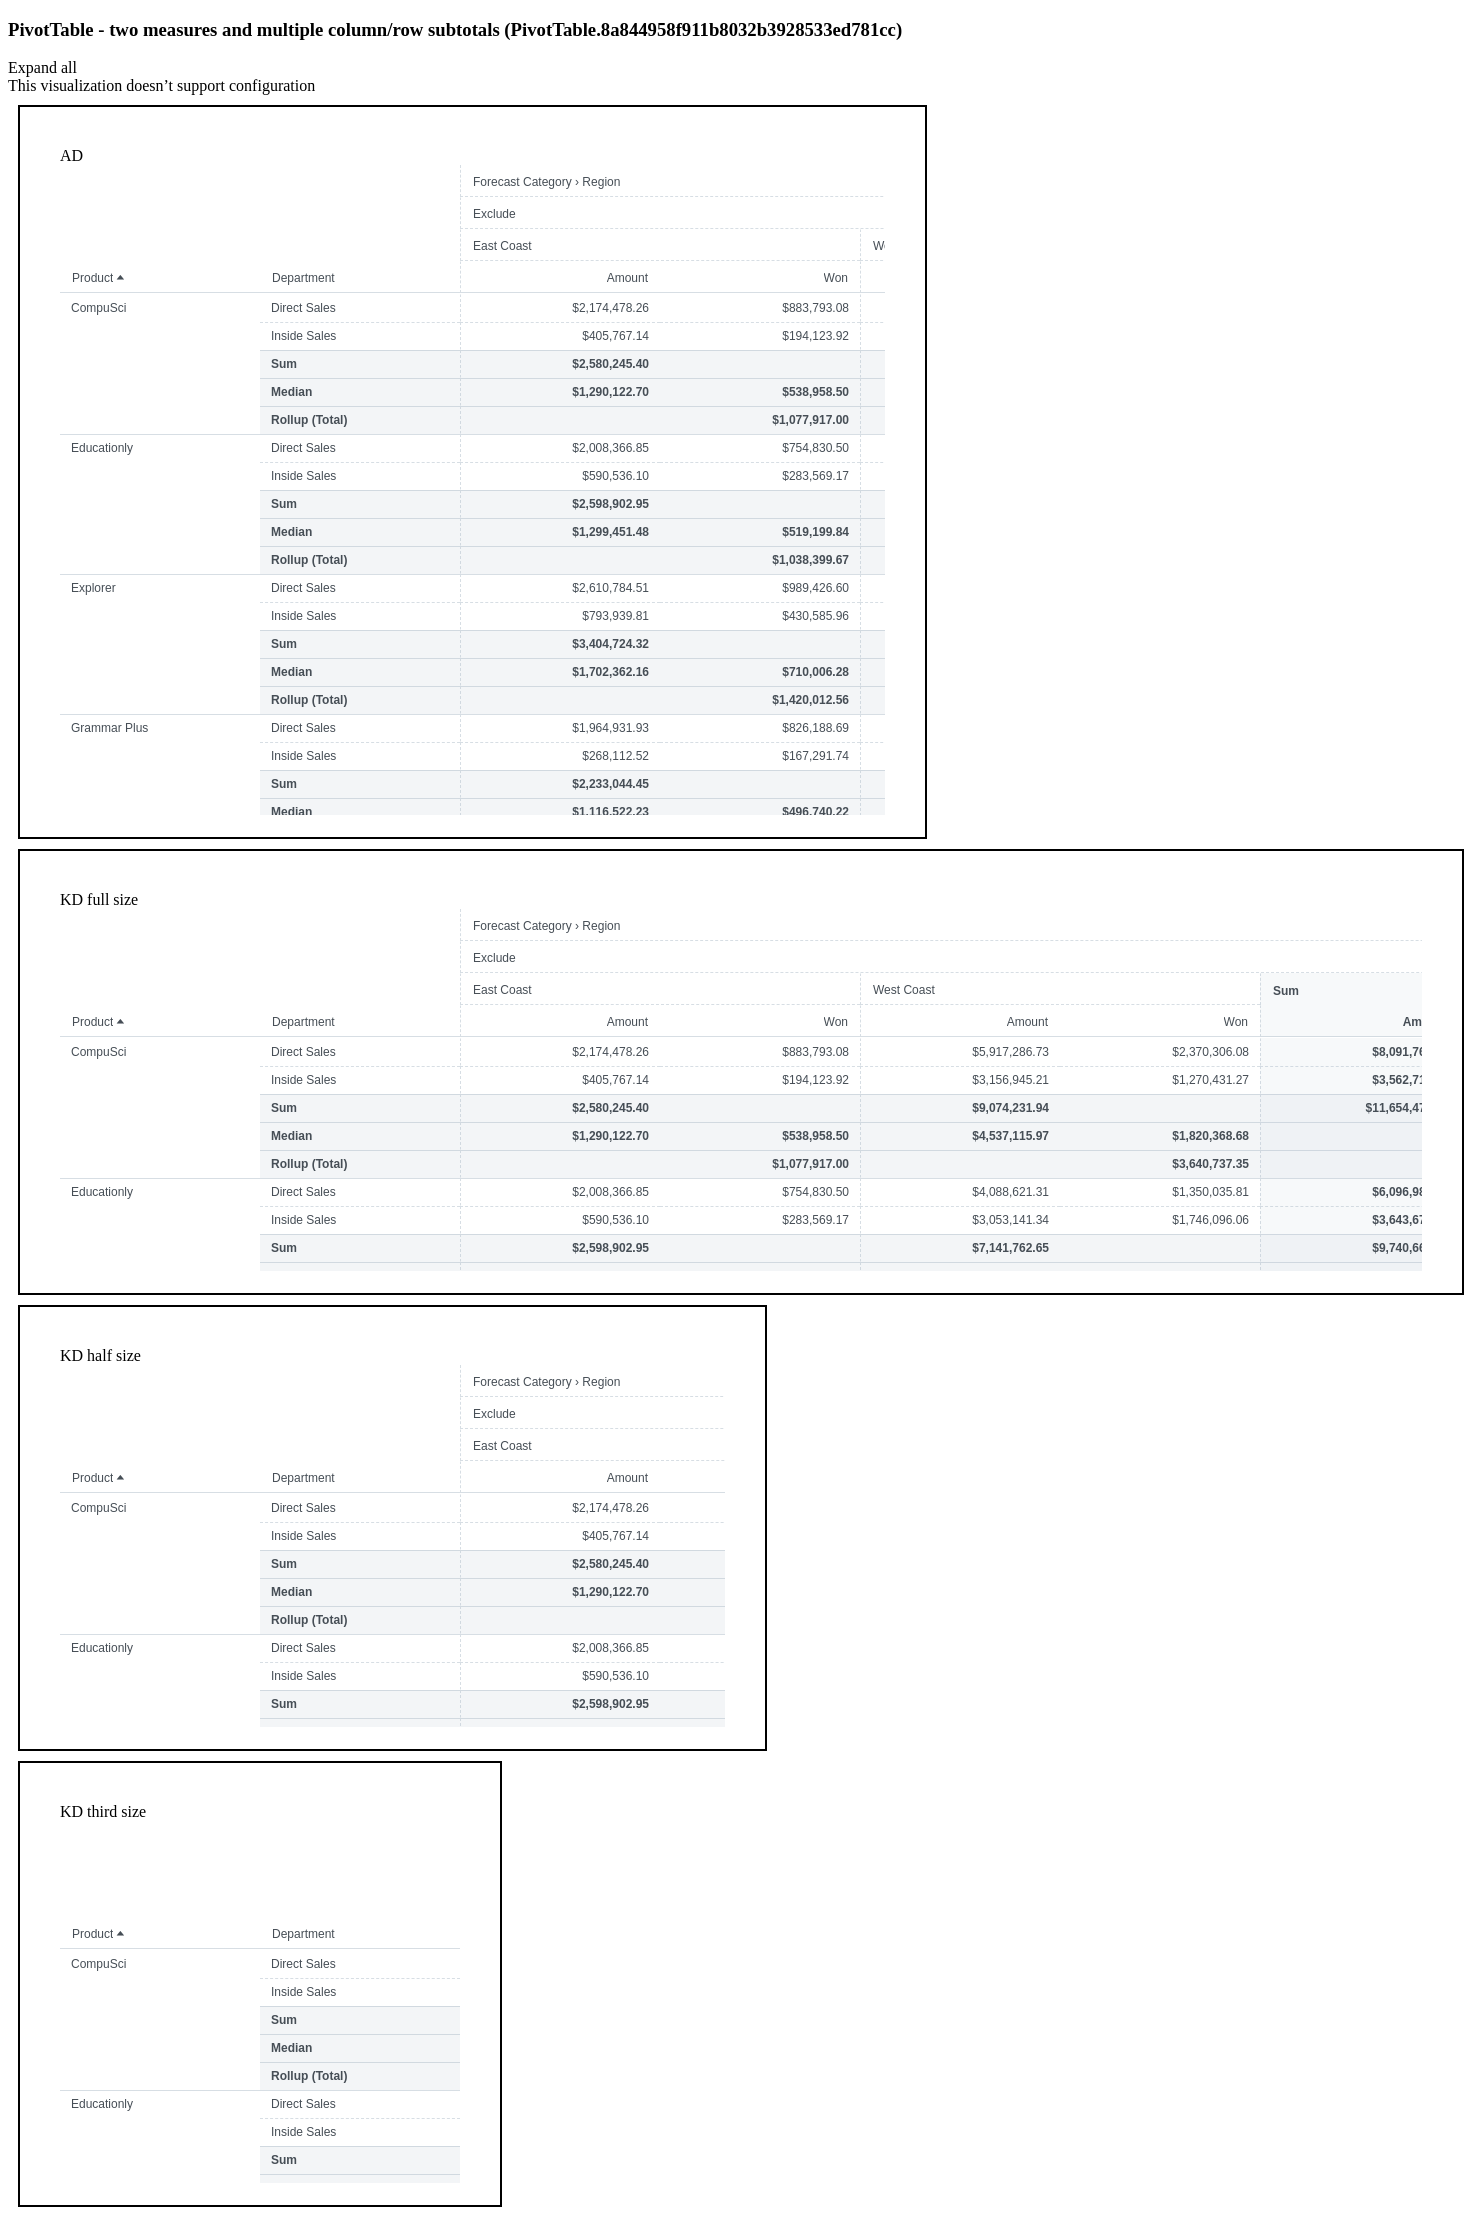 PivotTable - two measures and multiple column/row subtotals (PivotTable.8a844958f911b8032b3928533ed781cc)
Expand all
This visualization doesn’t support configuration
AD
Forecast Category › Region
Exclude
East Coast
Product Department Amount Won
CompuSci Direct Sales $2,174,478.26 $883,793.08
Inside Sales $405,767.14 $194,123.92
Sum $2,580,245.40
Median $1,290,122.70 $538,958.50
Rollup (Total) $1,077,917.00
Educationly Direct Sales $2,008,366.85 $754,830.50
Inside Sales $590,536.10 $283,569.17
Sum $2,598,902.95
Median $1,299,451.48 $519,199.84
Rollup (Total) $1,038,399.67
Explorer Direct Sales $2,610,784.51 $989,426.60
Inside Sales $793,939.81 $430,585.96
Sum $3,404,724.32
Median $1,702,362.16 $710,006.28
Rollup (Total) $1,420,012.56
Grammar Plus Direct Sales $1,964,931.93 $826,188.69
Inside Sales $268,112.52 $167,291.74
Sum $2,233,044.45
Median $1,116,522.23 $496,740.22
KD full size
Forecast Category › Region
Exclude
East Coast West Coast Sum
Product Department Amount Won Amount Won Am
CompuSci Direct Sales $2,174,478.26 $883,793.08 $5,917,286.73 $2,370,306.08 $8,091,76
Inside Sales $405,767.14 $194,123.92 $3,156,945.21 $1,270,431.27 $3,562,71
Sum $2,580,245.40 $9,074,231.94 $11,654,47
Median $1,290,122.70 $538,958.50 $4,537,115.97 $1,820,368.68
Rollup (Total) $1,077,917.00 $3,640,737.35
Educationly Direct Sales $2,008,366.85 $754,830.50 $4,088,621.31 $1,350,035.81 $6,096,98
Inside Sales $590,536.10 $283,569.17 $3,053,141.34 $1,746,096.06 $3,643,67
Sum $2,598,902.95 $7,141,762.65 $9,740,66
KD half size
Forecast Category › Region
Exclude
East Coast
Product Department Amount
CompuSci Direct Sales $2,174,478.26
Inside Sales $405,767.14
Sum $2,580,245.40
Median $1,290,122.70
Rollup (Total)
Educationly Direct Sales $2,008,366.85
Inside Sales $590,536.10
Sum $2,598,902.95
KD third size
Product Department
CompuSci Direct Sales
Inside Sales
Sum
Median
Rollup (Total)
Educationly Direct Sales
Inside Sales
Sum